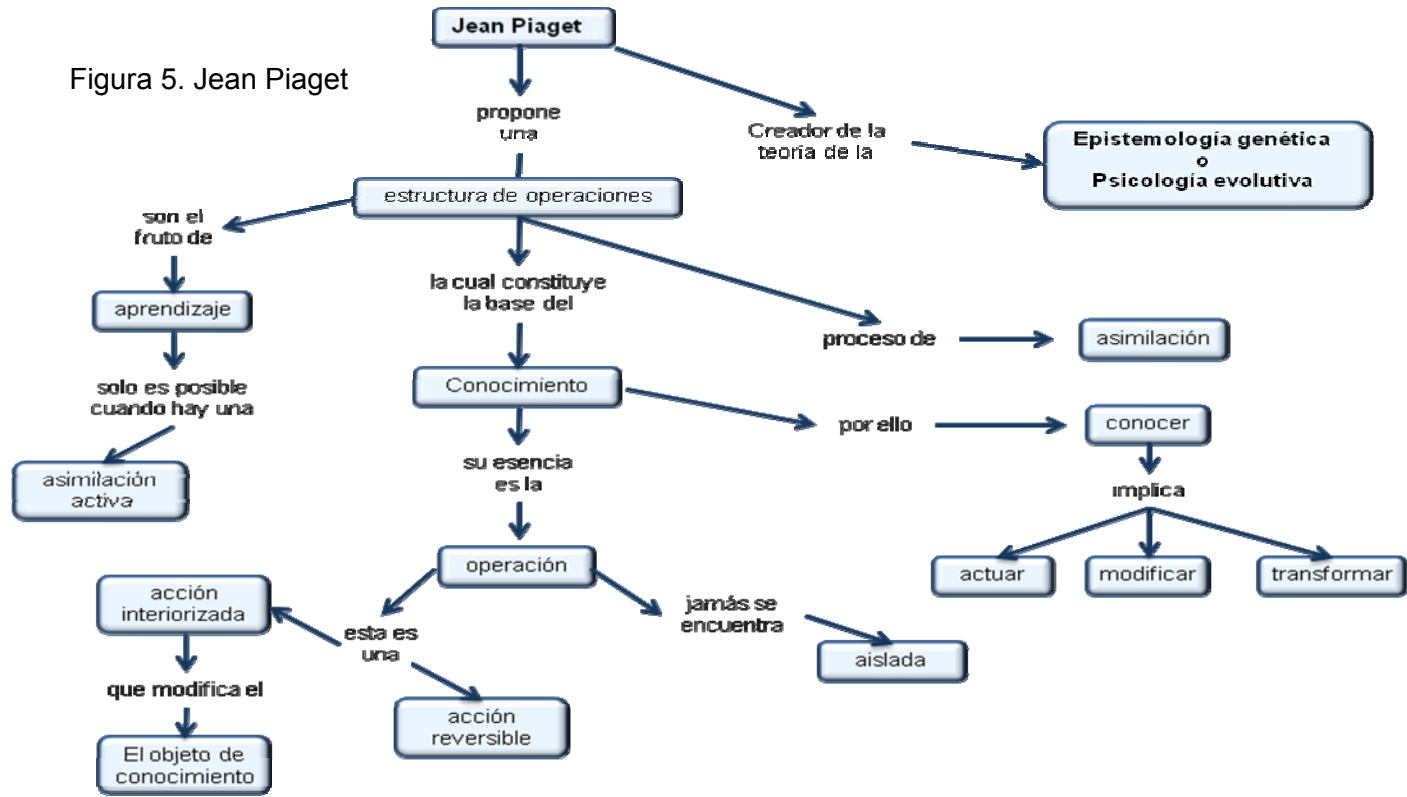 Jean Piaget
Figura 5. Jean Piaget
propone
una
Creador de la
teoría de la
Epistemología genética
o
Psicología evolutiva
estructura de operaciones
son el
fruto de
aprendizaje
solo es posible
cuando hay una
asimilación
activa
la cual constituye
la base del
proceso de
asimilación
Conocimiento
por ello
conocer
implica
actuar
modificar
transformar
su esencia
es la
operación
jamás se
encuentra
aislada
esta es
una
acción
interiorizada
que modifica el
El objeto de
conocimiento
acción
reversible